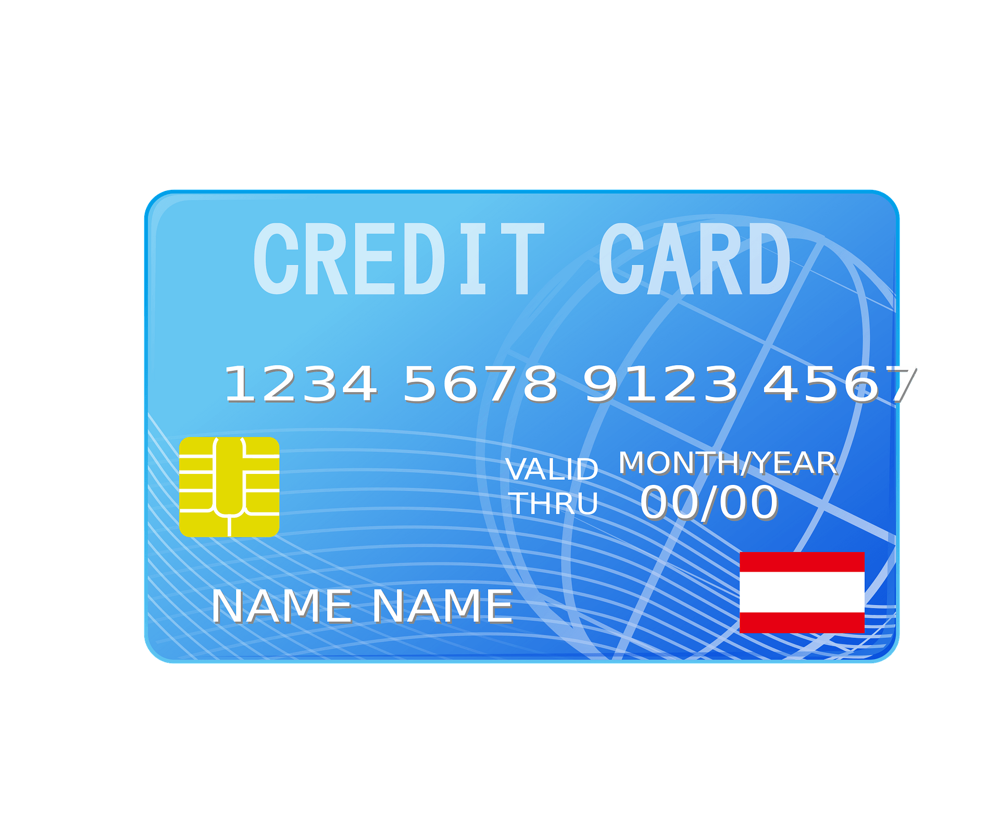 CREDIT CARD
1234 5678 9123 4567
VALID THRU
MONTH/YEAR
00/00
NAME NAME